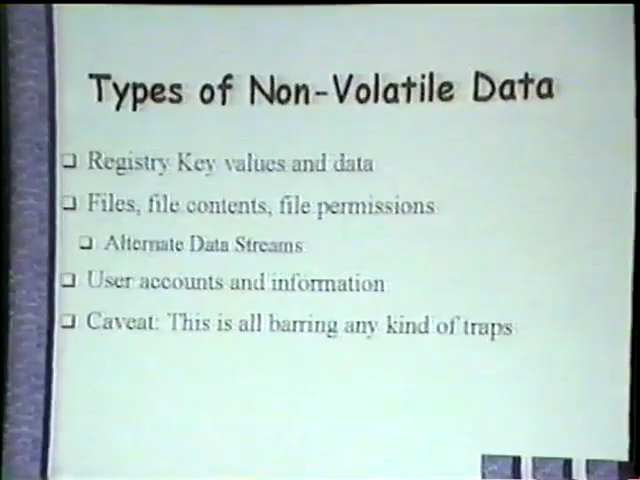 Types of Non-Volatile Data
Registry Key values and data
Files, file contents, file permissions
Alternate Data Streams
User accounts and information
Caveat: This is all barring any kind of traps